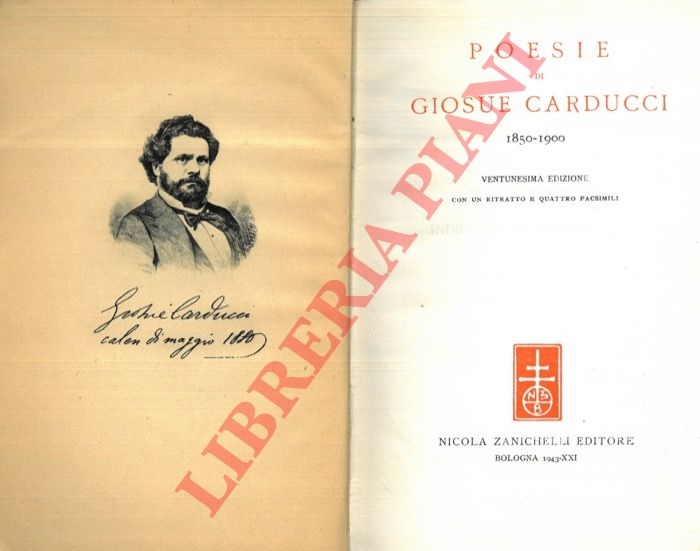 Giosuè Carducci
calen di maggio 1880
POESIE
DI
GIOSUE CARDUCCI
1850-1900
VENTUNESIMA EDIZIONE
CON UN RITRATTO E QUATTRO FACSIMILI
N Z
B
NICOLA ZANICHELLI EDITORE
BOLOGNA 1943-XXI
LIBRERIA PIANI